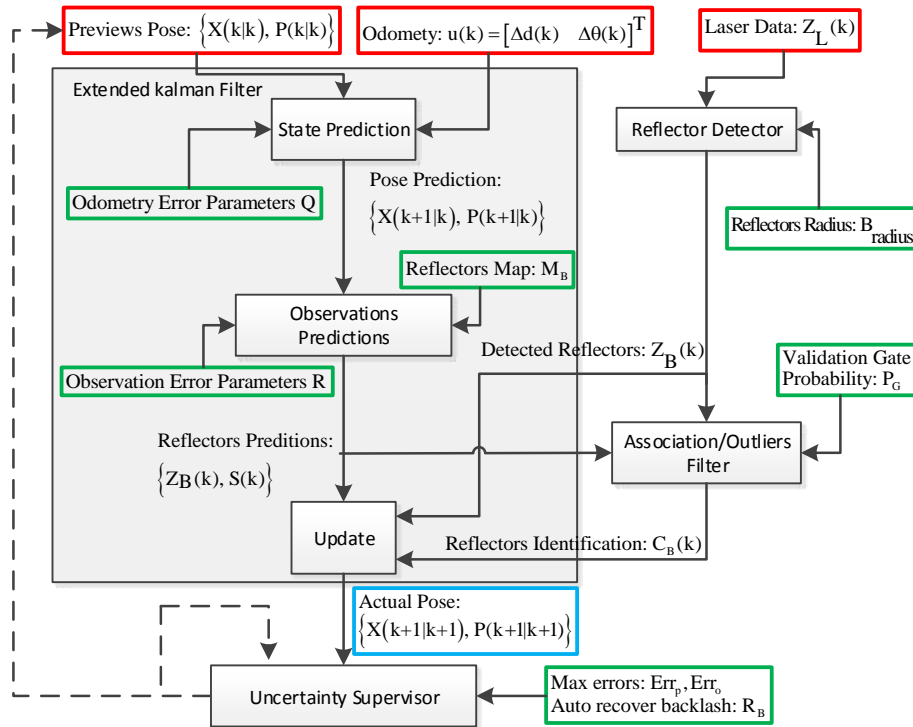 Previews Pose: {X(k|k), P(k|k)}
Odomety: u(k) = [Δd(k) Δθ(k)]^T
Laser Data: Z_L(k)
Extended kalman Filter
State Prediction
Reflector Detector
Odometry Error Parameters Q
Pose Prediction:
{X(k+1|k), P(k+1|k)}
Reflectors Radius: B_radius
Reflectors Map: M_B
Observations
Predictions
Detected Reflectors: Z_B(k)
Observation Error Parameters R
Validation Gate
Probability: P_G
Reflectors Preditions:
{Z_B(k), S(k)}
Association/Outliers
Filter
Update
Reflectors Identification: C_B(k)
Actual Pose:
{X(k+1|k+1), P(k+1|k+1)}
Uncertainty Supervisor
Max errors: Err_p, Err_o
Auto recover backlash: R_B